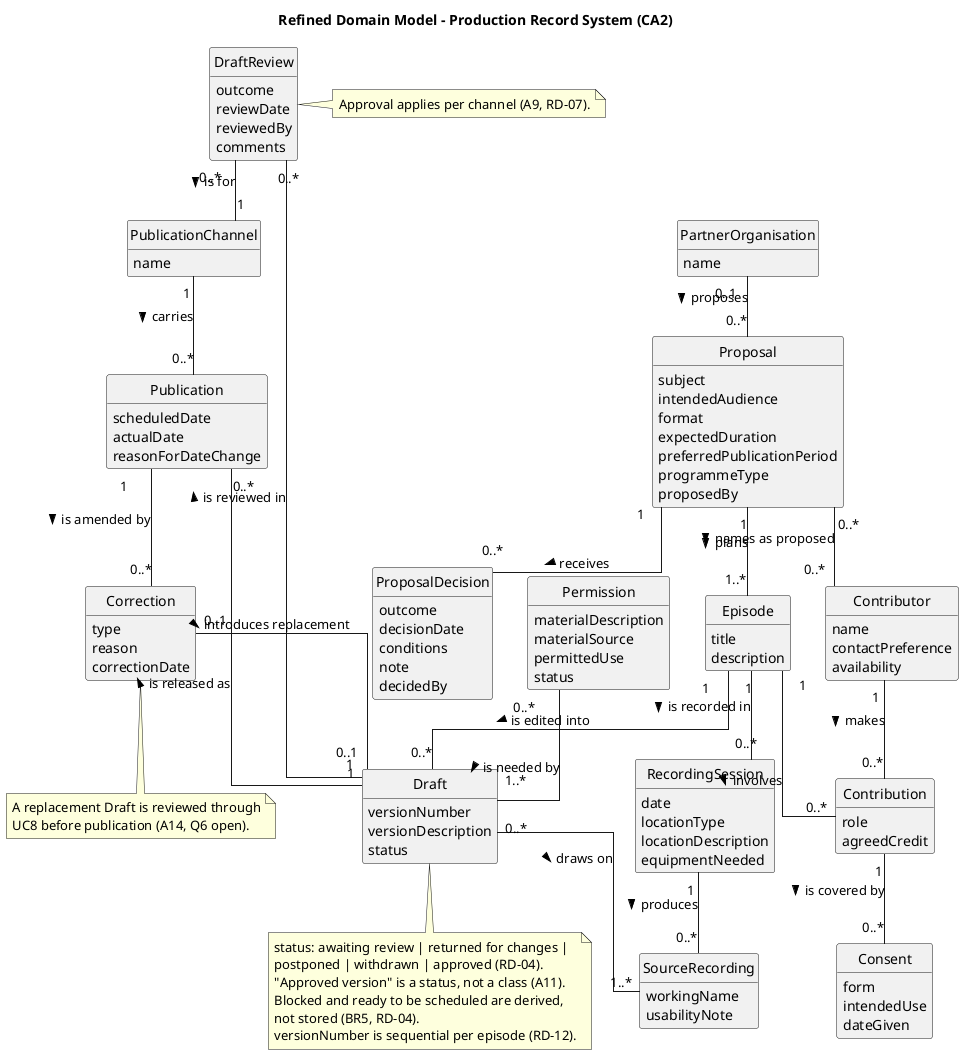 Refined Domain Model - Production Record System (CA2)
DraftReview
outcome
reviewDate
reviewedBy
comments
Approval applies per channel (A9, RD-07).
0..*
is for
1
0..*
PublicationChannel
name
PartnerOrganisation
name
1
carries
0..*
0..1
proposes
0..*
Publication
scheduledDate
actualDate
reasonForDateChange
Proposal
subject
intendedAudience
format
expectedDuration
preferredPublicationPeriod
programmeType
proposedBy
1
is amended by
0..*
0..*
is reviewed in
1
0..*
receives
1
names as proposed
plans
1..*
0..*
0..*
Correction
type
reason
correctionDate
0..1
introduces replacement
is released as
ProposalDecision
outcome
decisionDate
conditions
note
decidedBy
Permission
materialDescription
materialSource
permittedUse
status
Episode
title
description
Contributor
name
contactPreference
availability
0..*
is needed by
1..*
1
is edited into
0..*
1
is recorded in
0..*
1
involves
0..*
1
makes
0..*
0..1
1
1
A replacement Draft is reviewed through
UC8 before publication (A14, Q6 open).
Draft
versionNumber
versionDescription
status
RecordingSession
date
locationType
locationDescription
equipmentNeeded
Contribution
role
agreedCredit
0..*
draws on
1..*
1
produces
0..*
1
is covered by
0..*
status: awaiting review | returned for changes |
postponed | withdrawn | approved (RD-04).
"Approved version" is a status, not a class (A11).
Blocked and ready to be scheduled are derived,
not stored (BR5, RD-04).
versionNumber is sequential per episode (RD-12).
SourceRecording
workingName
usabilityNote
Consent
form
intendedUse
dateGiven